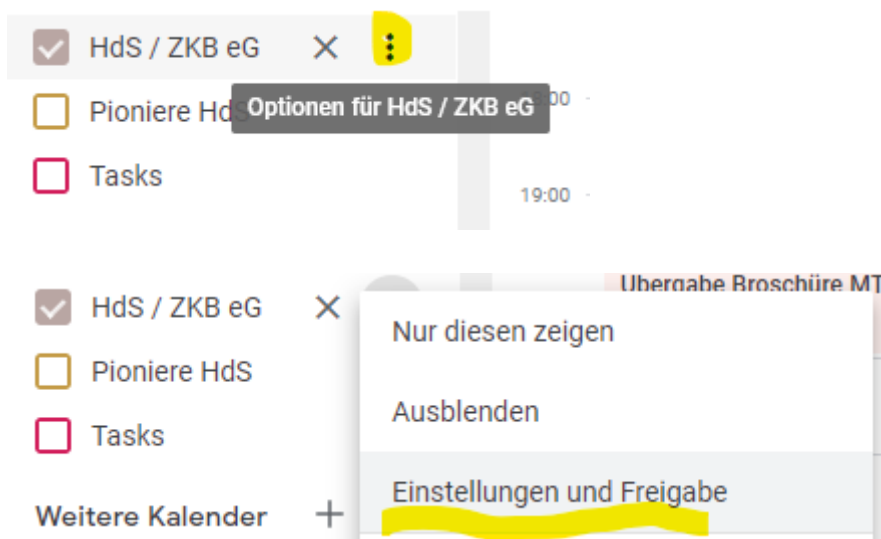 HdS / ZKB eG
Pioniere HdS
Optionen für HdS / ZKB eG
Tasks
19:00
Übergabe Broschüre MT
HdS / ZKB eG
Nur diesen zeigen
Pioniere HdS
Ausblenden
Tasks
Einstellungen und Freigabe
Weitere Kalender